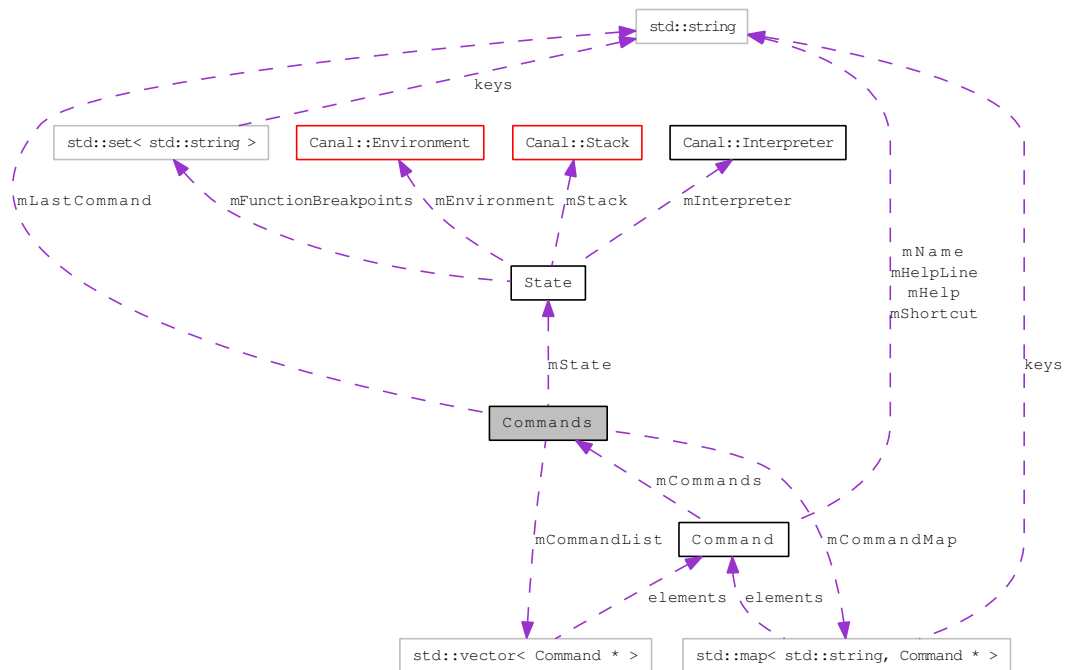 std::string
keys
std::set< std::string >
Canal::Environment
Canal::Stack
Canal::Interpreter
mLastCommand
mFunctionBreakpoints
mEnvironment
mStack
mInterpreter
mName
mHelpLine
mHelp
mShortcut
State
mState
keys
Commands
mCommands
mCommandList
Command
mCommandMap
elements
elements
std::vector< Command * >
std::map< std::string, Command * >